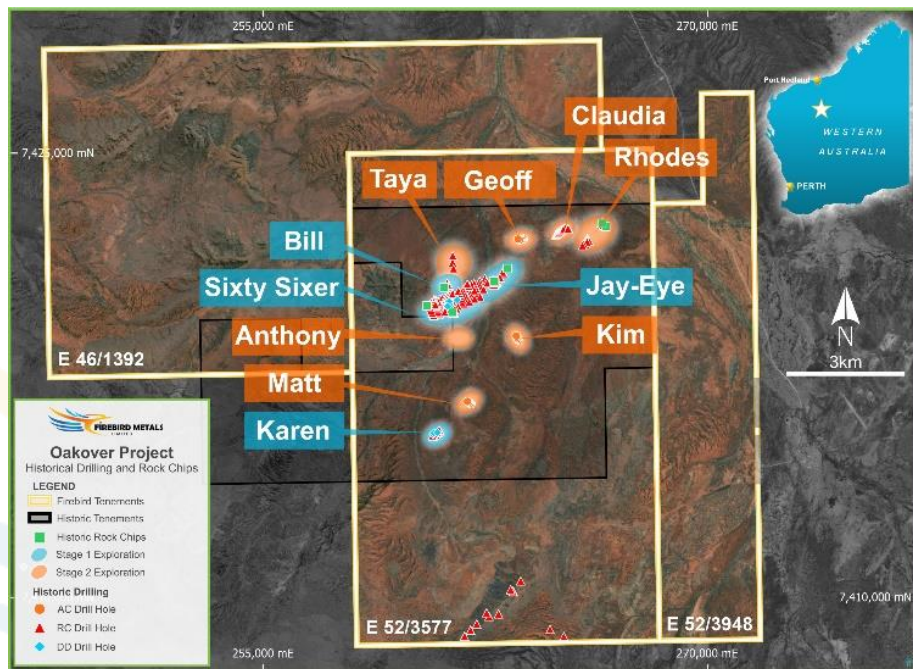 255,000 mE
270,000 mE
Port Hedland
WESTERN
AUSTRALIA
PERTH
7,425,000 mN
Claudia
Rhodes
Taya
Geoff
Bill
Sixty Sixer
Jay-Eye
Anthony
Kim
Matt
Karen
E 46/1392
N
3km
FIREBIRD METALS
LIMITED
Oakover Project
Historical Drilling and Rock Chips
LEGEND
Firebird Tenements
Historic Tenements
Historic Rock Chips
Stage 1 Exploration
Stage 2 Exploration
Historic Drilling
AC Drill Hole
RC Drill Hole
DD Drill Hole
7,410,000 mN
E 52/3577
E 52/3948
255,000 mE
270,000 mE